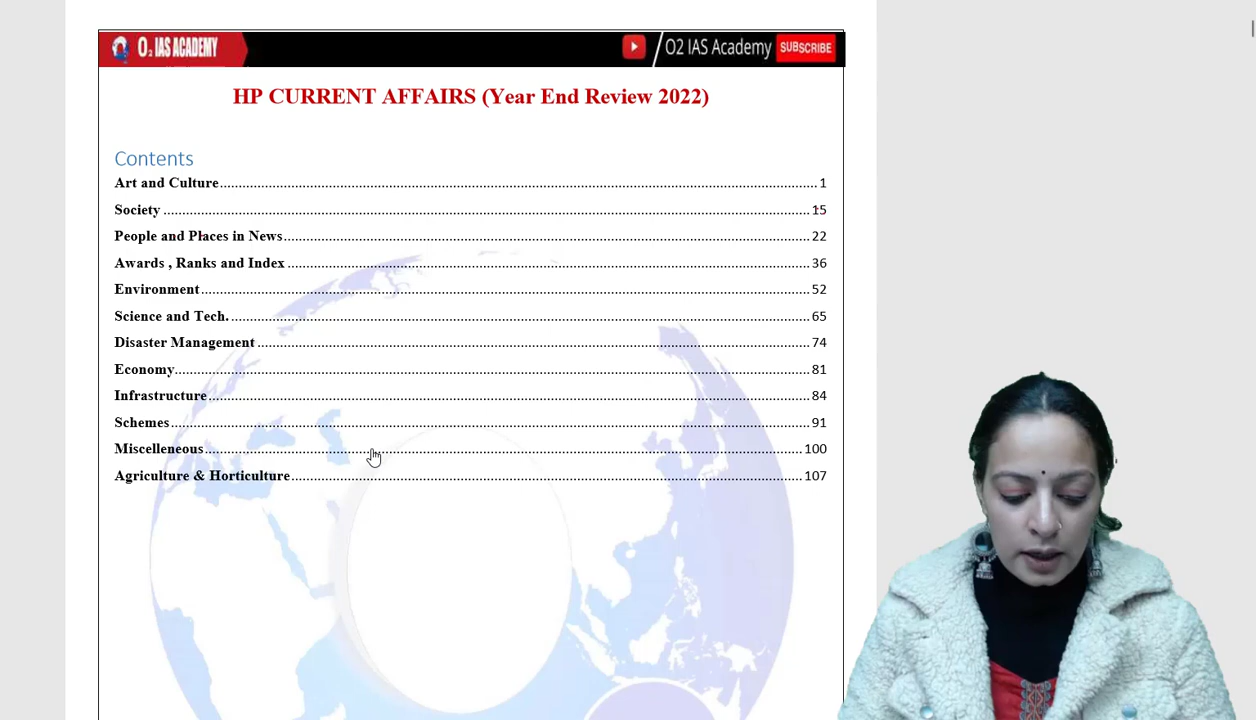 O2 IAS ACADEMY
O2 IAS Academy SUBSCRIBE
HP CURRENT AFFAIRS (Year End Review 2022)
Contents
Art and Culture 1
Society 15
People and Places in News 22
Awards , Ranks and Index 36
Environment 52
Science and Tech. 65
Disaster Management 74
Economy 81
Infrastructure 84
Schemes 91
Miscelleneous 100
Agriculture & Horticulture 107